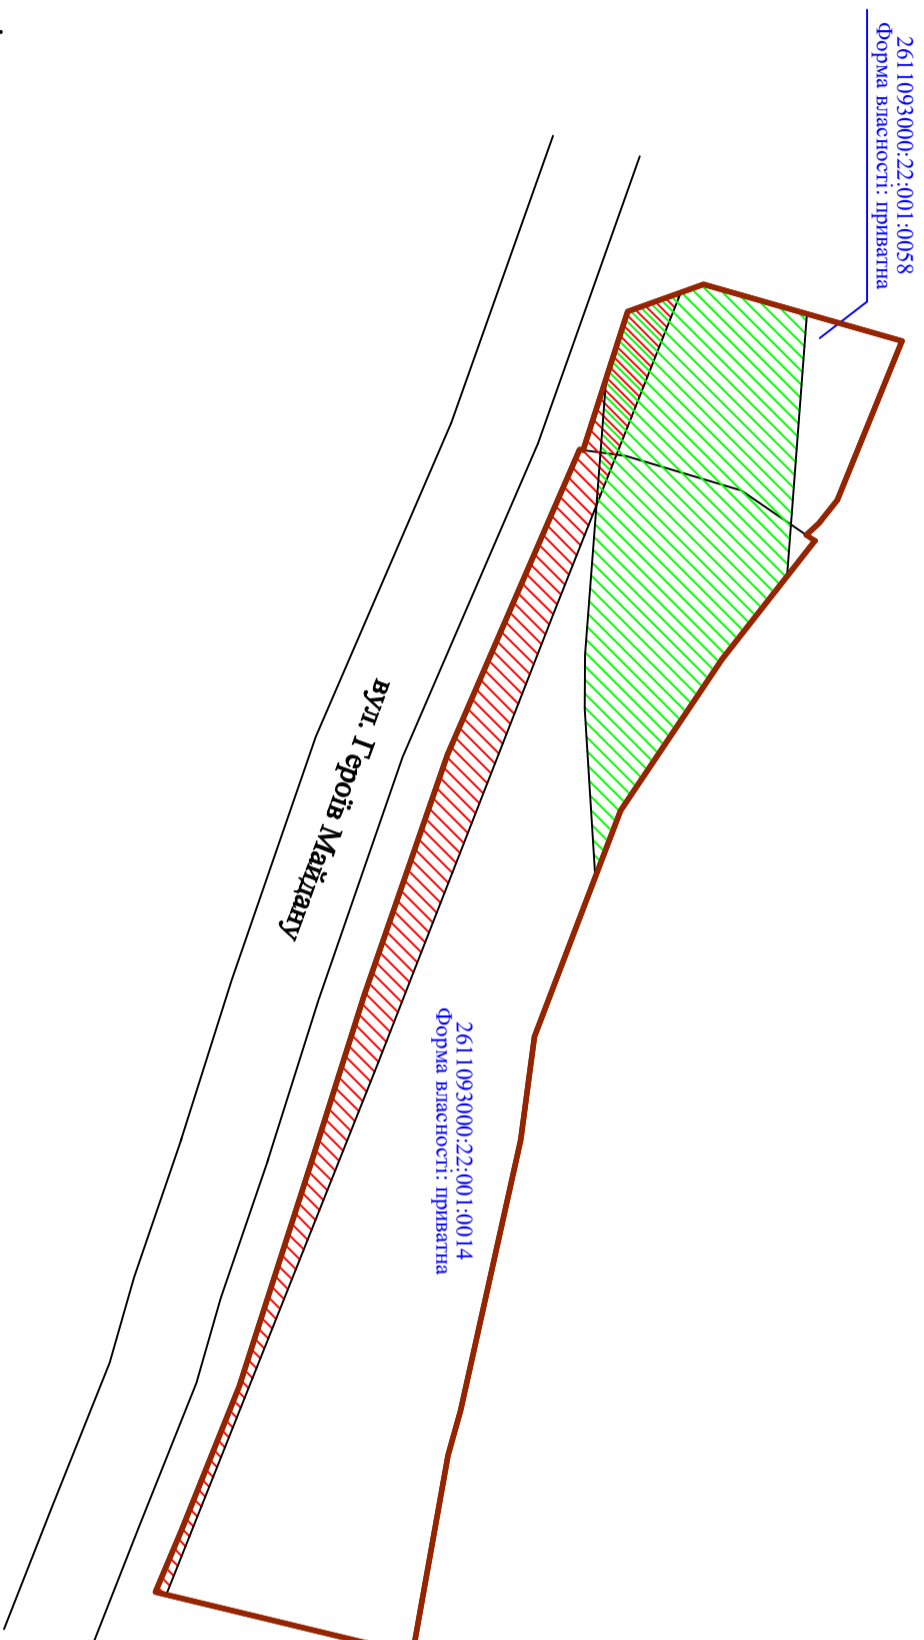 2611093000:22:001:0058
Форма власності: приватна
вул. Героїв Майдану
2611093000:22:001:0014
Форма власності: приватна